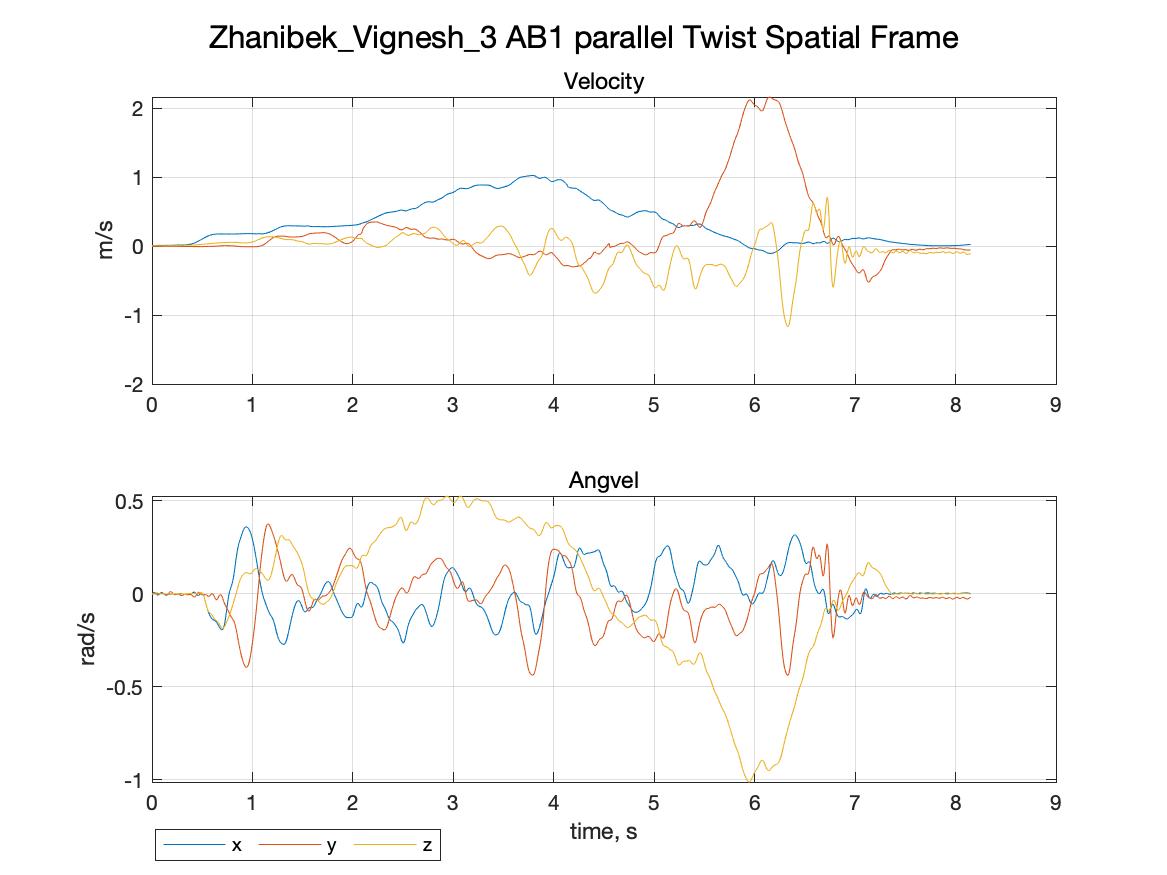 Zhanibek_Vignesh_3 AB1 parallel Twist Spatial Frame
Velocity
2
1
0
-1
-2
m/s
0 1 2 3 4 5 6 7 8 9
Angvel
0.5
0
-0.5
-1
rad/s
0 1 2 3 4 5 6 7 8 9
time, s
x y z